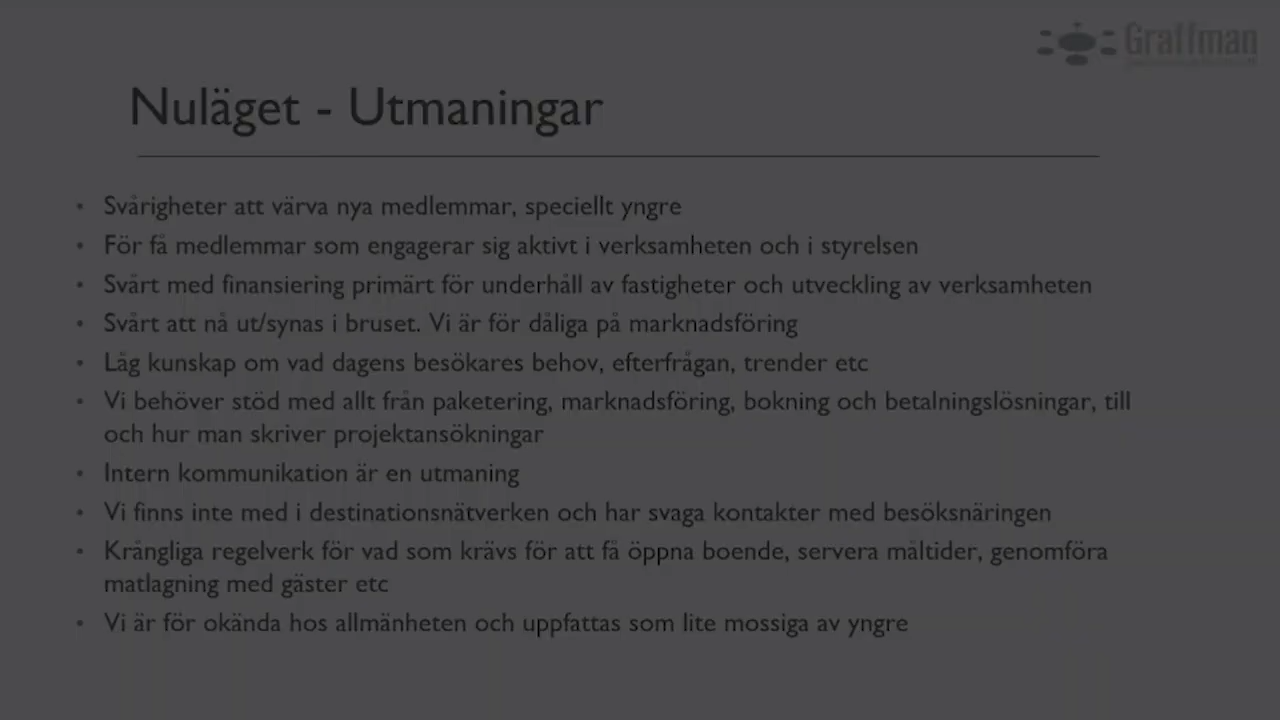 Graffman
Nuläget - Utmaningar
• Svårigheter att värva nya medlemmar, speciellt yngre
• För få medlemmar som engagerar sig aktivt i verksamheten och i styrelsen
• Svårt med finansiering primärt för underhåll av fastigheter och utveckling av verksamheten
• Svårt att nå ut/synas i bruset. Vi är för dåliga på marknadsföring
• Låg kunskap om vad dagens besökares behov, efterfrågan, trender etc
• Vi behöver stöd med allt från paketering, marknadsföring, bokning och betalningslösningar, till
och hur man skriver projektansökningar
• Intern kommunikation är en utmaning
• Vi finns inte med i destinationsnätverken och har svaga kontakter med besöksnäringen
• Krångliga regelverk för vad som krävs för att få öppna boende, servera måltider, genomföra
matlagning med gäster etc
• Vi är för okända hos allmänheten och uppfattas som lite mossiga av yngre